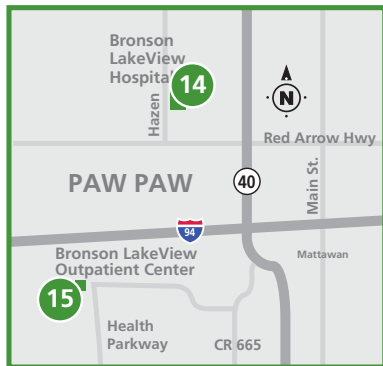 Bronson
LakeView
Hospital
14
Hazen
N
Red Arrow Hwy
PAW PAW
40
Main St.
94
Mattawan
Bronson LakeView
Outpatient Center
15
Health
Parkway
CR 665